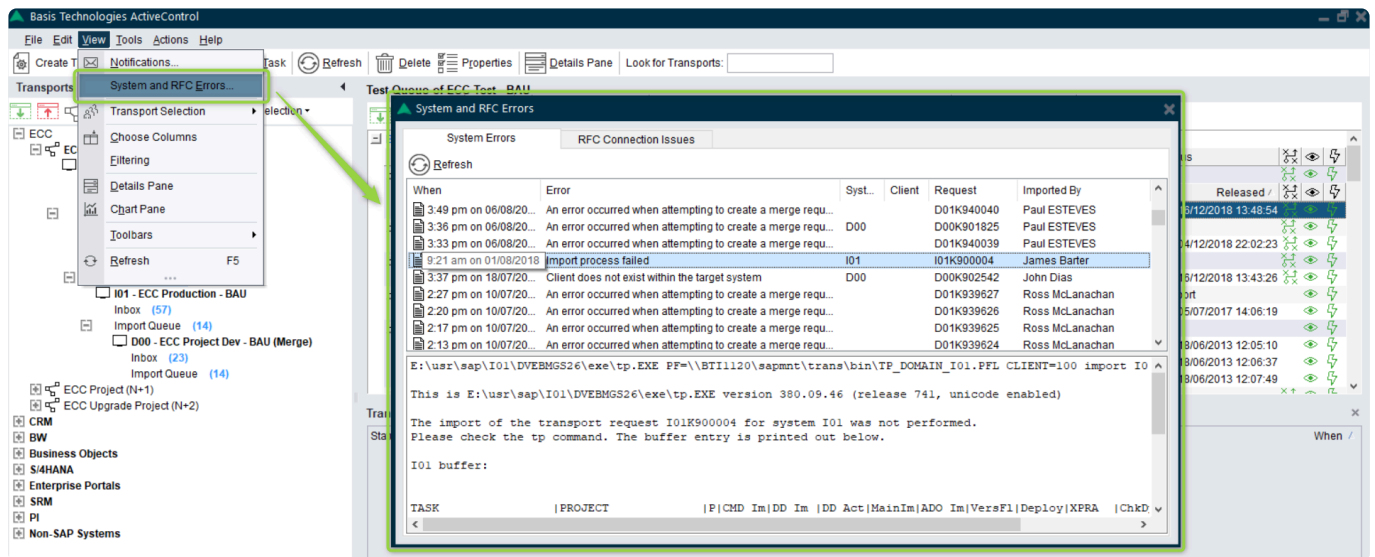 Basis Technologies ActiveControl
File Edit View Tools Actions Help
Create T
Task
Refresh
Delete
Properties
Details Pane
Look for Transports:
Notifications...
System and RFC Errors...
Transport Selection
Choose Columns
Filtering
Details Pane
Chart Pane
Toolbars
Refresh F5
Transports
election
ECC
EC
I01 - ECC Production - BAU
Inbox (57)
Import Queue (14)
D00 - ECC Project Dev - BAU (Merge)
Inbox (23)
Import Queue (14)
ECC Project (N+1)
ECC Upgrade Project (N+2)
CRM
BW
Business Objects
S/4HANA
Enterprise Portals
SRM
PI
Non-SAP Systems
Test Queue of ECC Test - BAU
System and RFC Errors
System Errors RFC Connection Issues
Refresh
When Error Syst... Client Request Imported By
3:49 pm on 06/08/20... An error occurred when attempting to create a merge requ... D01K940040 Paul ESTEVES
3:36 pm on 06/08/20... An error occurred when attempting to create a merge requ... D00 D00K901825 Paul ESTEVES
3:33 pm on 06/08/20... An error occurred when attempting to create a merge requ... D01K940039 Paul ESTEVES
9:21 am on 01/08/2018 Import process failed I01 I01K900004 James Barter
3:37 pm on 18/07/20... Client does not exist within the target system D00 D00K902542 John Dias
2:27 pm on 10/07/20... An error occurred when attempting to create a merge requ... D01K939627 Ross McLanachan
2:20 pm on 10/07/20... An error occurred when attempting to create a merge requ... D01K939626 Ross McLanachan
2:17 pm on 10/07/20... An error occurred when attempting to create a merge requ... D01K939625 Ross McLanachan
2:13 pm on 10/07/20... An error occurred when attempting to create a merge requ... D01K939624 Ross McLanachan
E:\usr\sap\I01\DVEBMGS26\exe\tp.EXE PF=\\BTI1120\sapmnt\trans\bin\TP_DOMAIN_I01.PFL CLIENT=100 import I0
This is E:\usr\sap\I01\DVEBMGS26\exe\tp.EXE version 380.09.46 (release 741, unicode enabled)
The import of the transport request I01K900004 for system I01 was not performed.
Please check the tp command. The buffer entry is printed out below.
I01 buffer:
TASK |PROJECT |P|CMD Im|DD Im |DD Act|MainIm|ADO Im|VersFl|Deploy|XPRA |ChkD
us
Released
6/12/2018 13:48:54
04/12/2018 22:02:23
16/12/2018 13:43:26
ort
05/07/2017 14:06:19
18/06/2013 12:05:10
18/06/2013 12:06:37
18/06/2013 12:07:49
Tran
Sta
When